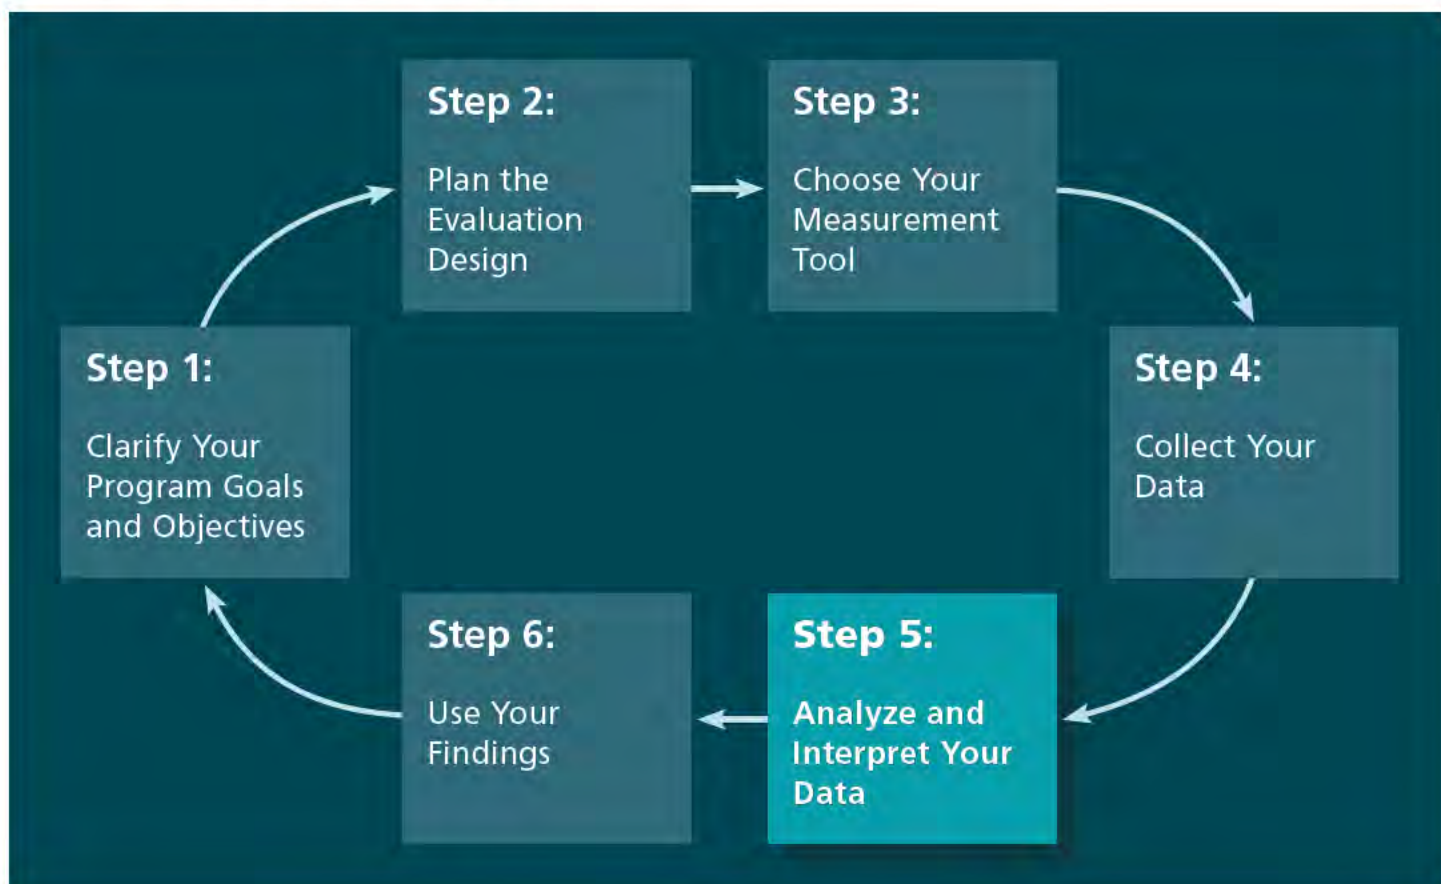 Step 1:
Clarify Your
Program Goals
and Objectives
Step 2:
Plan the
Evaluation
Design
Step 3:
Choose Your
Measurement
Tool
Step 4:
Collect Your
Data
Step 5:
Analyze and
Interpret Your
Data
Step 6:
Use Your
Findings